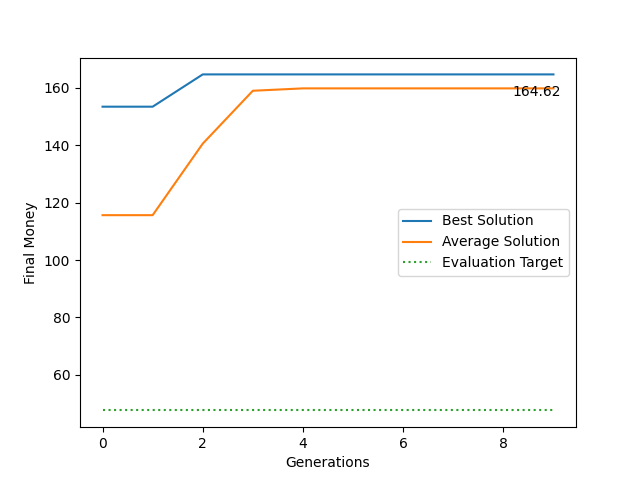 160
140
120
100
80
60
Final Money
164.62
Best Solution
Average Solution
Evaluation Target
0 2 4 6 8
Generations